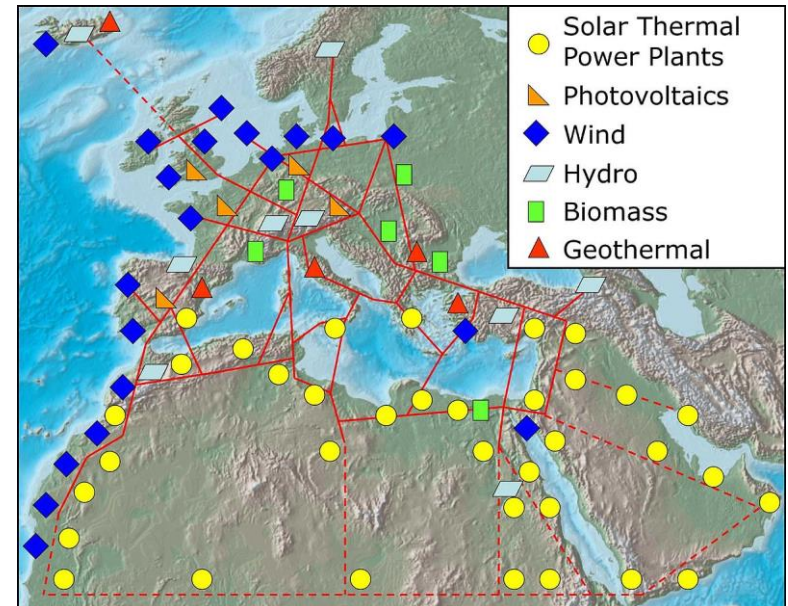 Solar Thermal
Power Plants
Photovoltaics
Wind
Hydro
Biomass
Geothermal